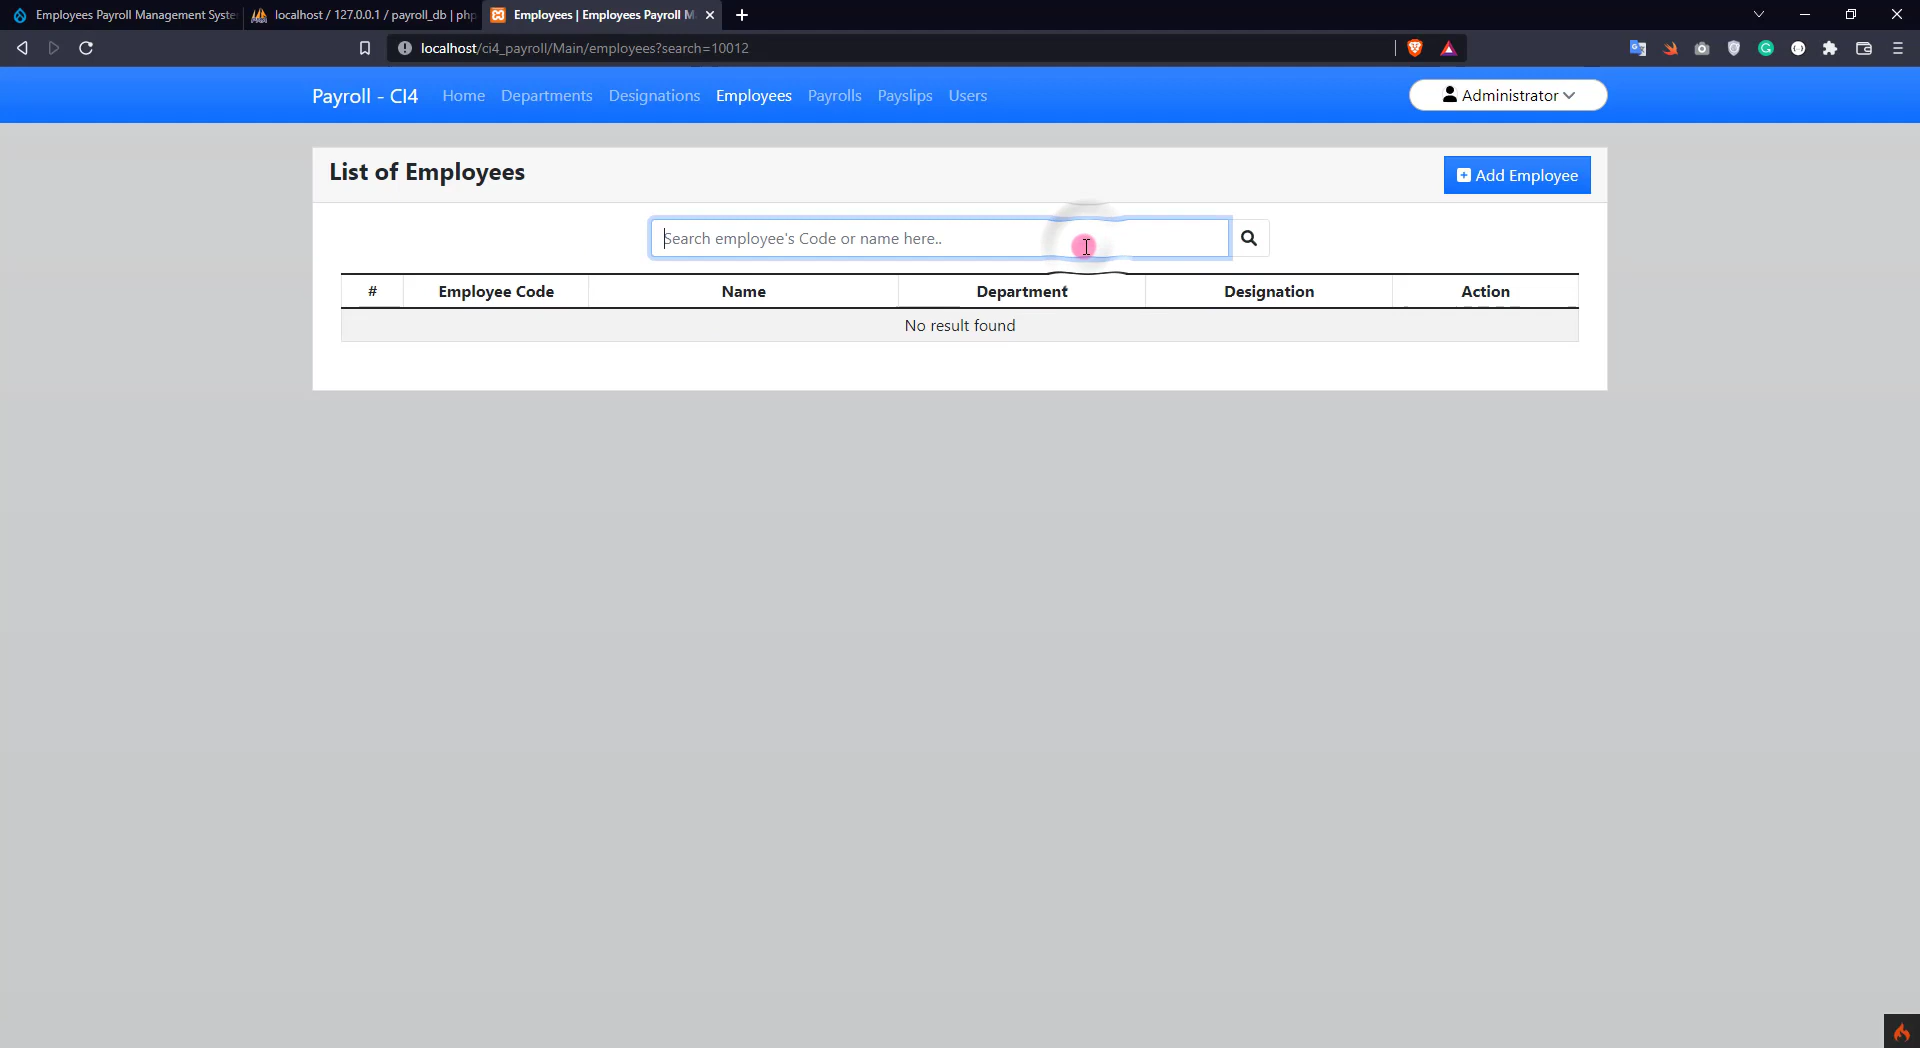 Employees Payroll Management Syste
localhost / 127.0.0.1 / payroll_db | php
Employees | Employees Payroll M
localhost/ci4_payroll/Main/employees?search=10012
Payroll - CI4
Home
Departments
Designations
Employees
Payrolls
Payslips
Users
Administrator
List of Employees
Add Employee
Search employee's Code or name here..
#
Employee Code
Name
Department
Designation
Action
No result found